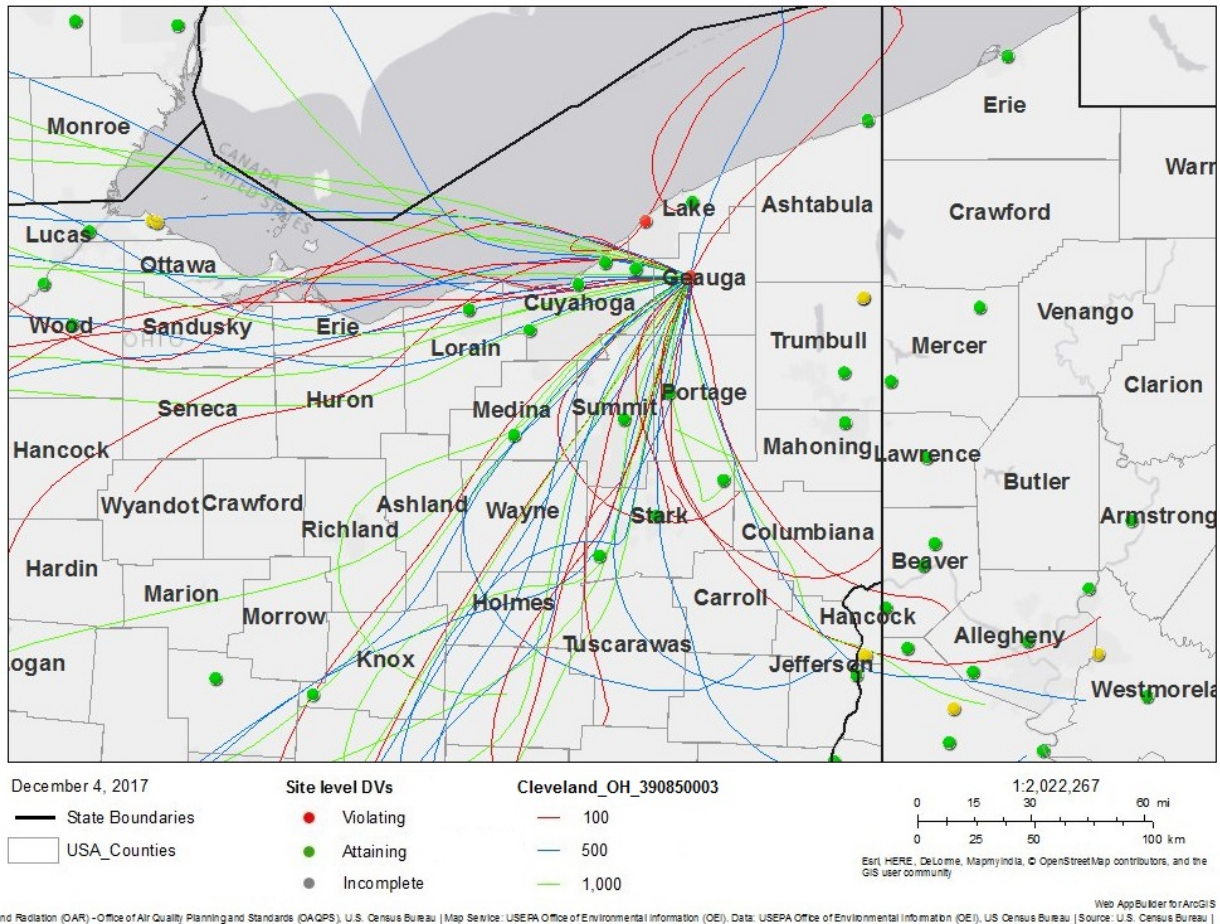 Erie
Monroe
CANADA
UNITED STATES
Warr
Lake
Ashtabula
Crawford
Lucas
Ottawa
Geauga
Cuyahoga
Venango
Wood
Sandusky
Erie
OHIO
Trumbull
Mercer
Lorain
Clarion
Portage
Huron
Seneca
Medina
Summit
Hancock
Mahoning
Lawrence
Butler
Wyandot
Crawford
Ashland
Wayne
Stark
Armstrong
Richland
Columbiana
Hardin
Beaver
Marion
Holmes
Carroll
Morrow
Hancock
Allegheny
Tuscarawas
ogan
Knox
Jefferson
Westmorela
December 4, 2017
State Boundaries
USA_Counties
Site level DVs
Violating
Attaining
Incomplete
Cleveland_OH_390850003
100
500
1,000
1:2,022,267
0 15 30 60 mi
0 25 50 100 km
Esri, HERE, DeLorme, MapmyIndia, © OpenStreetMap contributors, and the
GIS user community
Web AppBuilder for ArcGIS
nd Radiation (OAR) - Office of Air Quality Planning and Standards (OAQPS), U.S. Census Bureau | Map Service: USEPA Office of Environmental Information (OEI). Data: USEPA Office of Environmental Information (OEI), US Census Bureau | Source: U.S. Census Bureau |